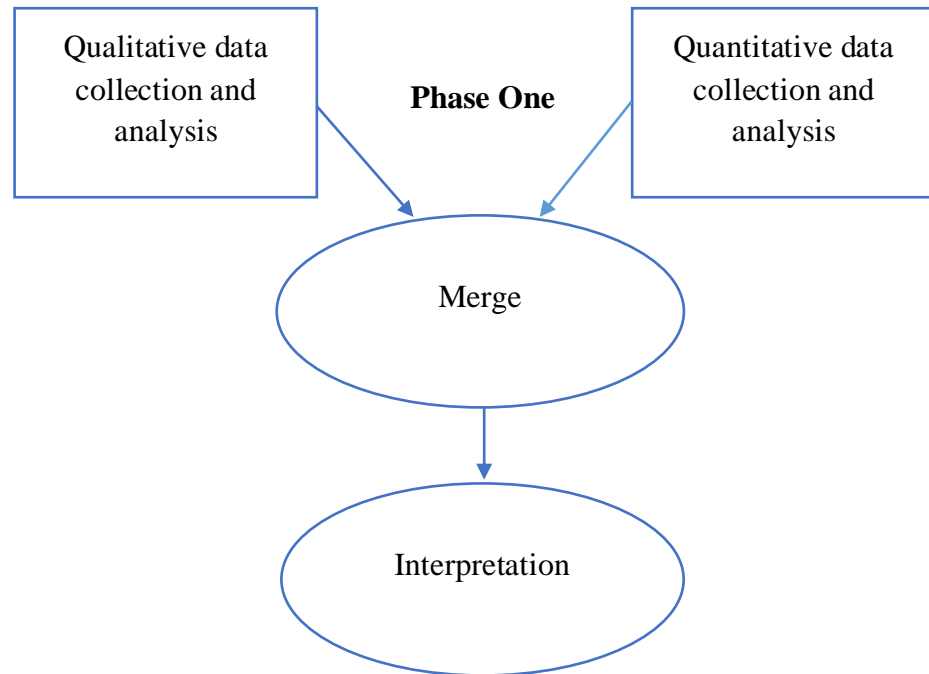 Qualitative data
collection and
analysis
Phase One
Quantitative data
collection and
analysis
Merge
Interpretation